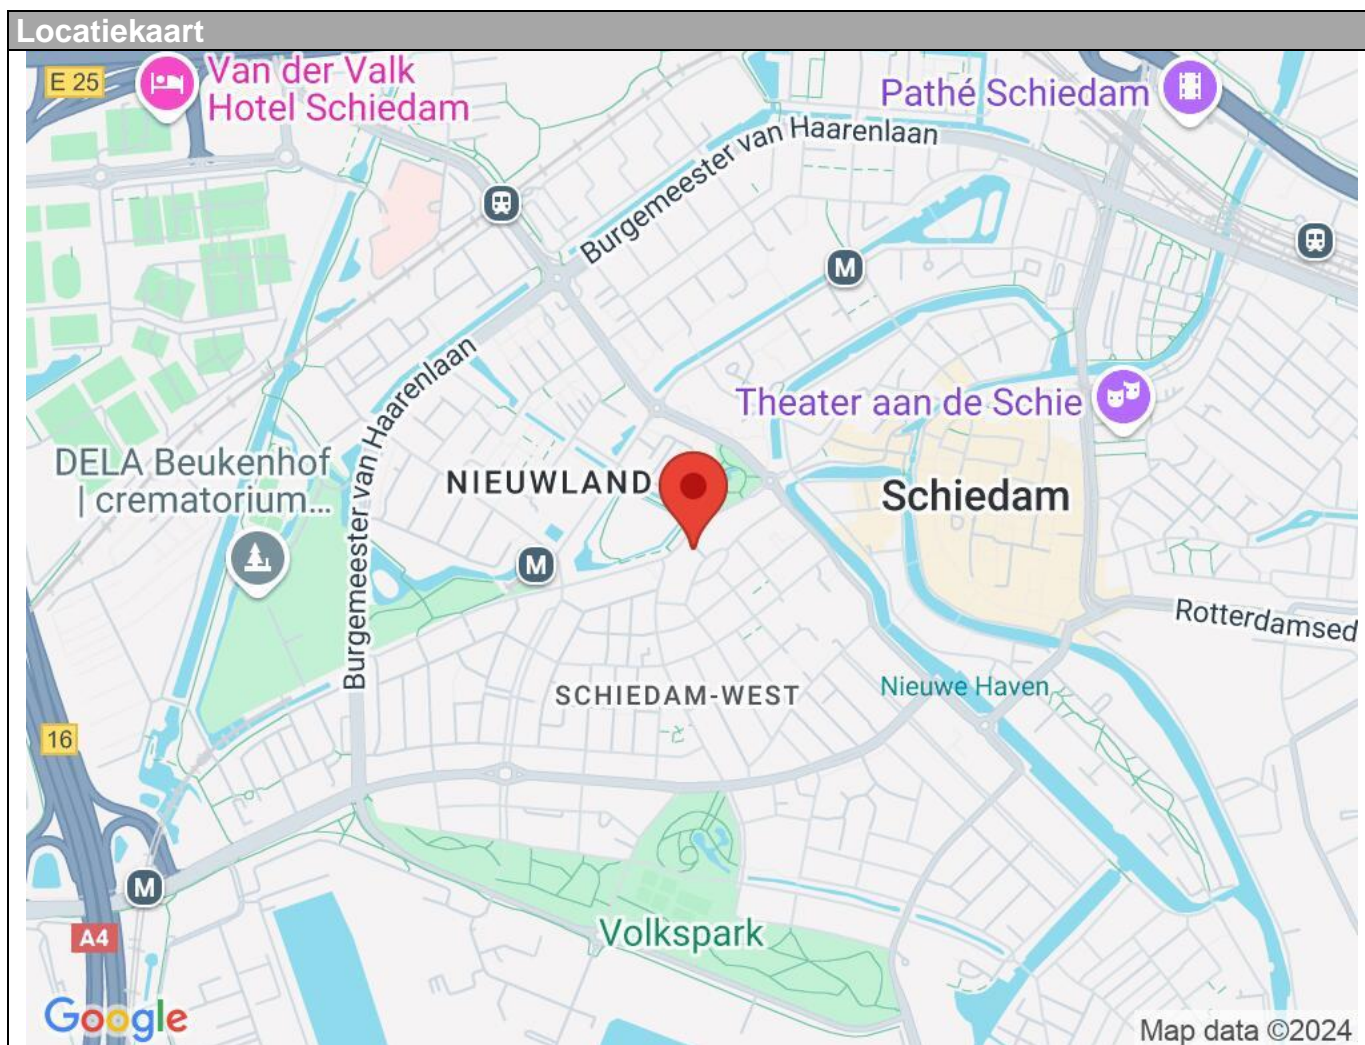 Locatiekaart
E 25
Van der Valk
Hotel Schiedam
Pathé Schiedam
Burgemeester van Haarenlaan
M
Burgemeester van Haarenlaan
Theater aan de Schie
DELA Beukenhof
| crematorium...
NIEUWLAND
Schiedam
M
Rotterdamsed
SCHIEDAM-WEST
Nieuwe Haven
16
M
A4
Volkspark
Google
Map data ©2024